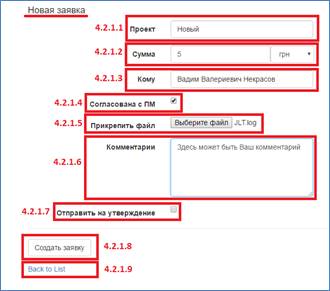 Новая заявка
4.2.1.1 Проект Новый
4.2.1.2 Сумма 5 грн
4.2.1.3 Кому Вадим Валериевич Некрасов
4.2.1.4 Согласована с ПМ
4.2.1.5 Прикрепить файл Выберите файл JLT.log
4.2.1.6 Комментарии Здесь может быть Ваш комментарий
4.2.1.7 Отправить на утверждение
Создать заявку 4.2.1.8
Back to List 4.2.1.9